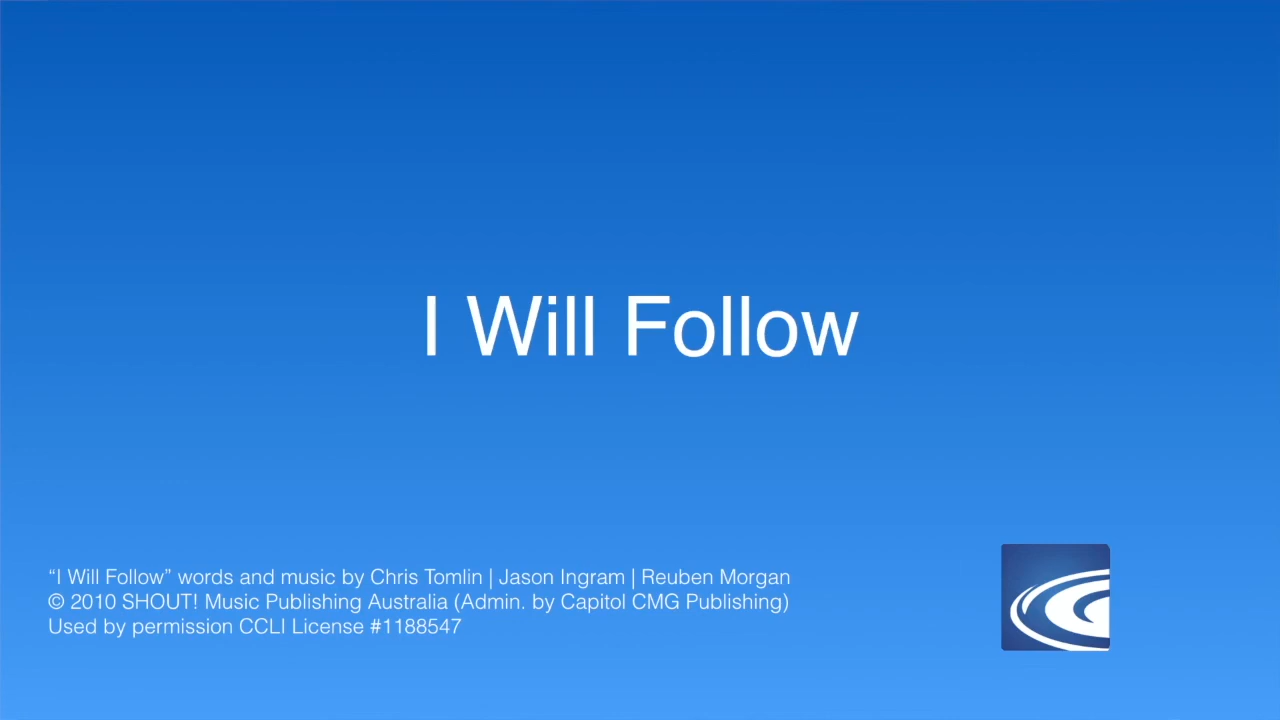 I Will Follow
“I Will Follow” words and music by Chris Tomlin | Jason Ingram | Reuben Morgan
© 2010 SHOUT! Music Publishing Australia (Admin. by Capitol CMG Publishing)
Used by permission CCLI License #1188547